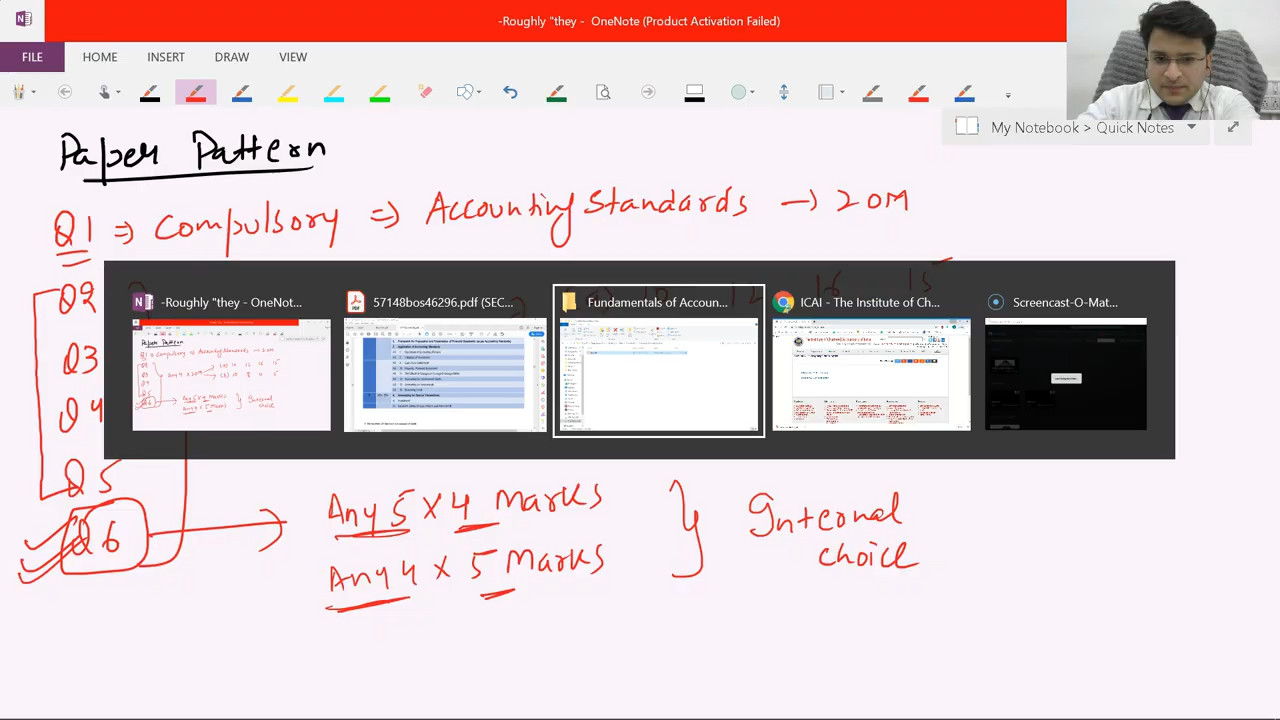 -Roughly "they - OneNote (Product Activation Failed)
FILE HOME INSERT DRAW VIEW
My Notebook > Quick Notes
Paper Pattern
Q1 ⇒ Compulsory ⇒ Accounting Standards → 20M
Q2
-Roughly "they - OneNot...
57148bos46296.pdf (SEC...
Fundamentals of Accoun...
ICAI - The Institute of Ch...
Screencast-O-Mat...
Q3
Q4
Q5
Q6
Any 5 X 4 Marks
Any 4 X 5 Marks
Internal
choice